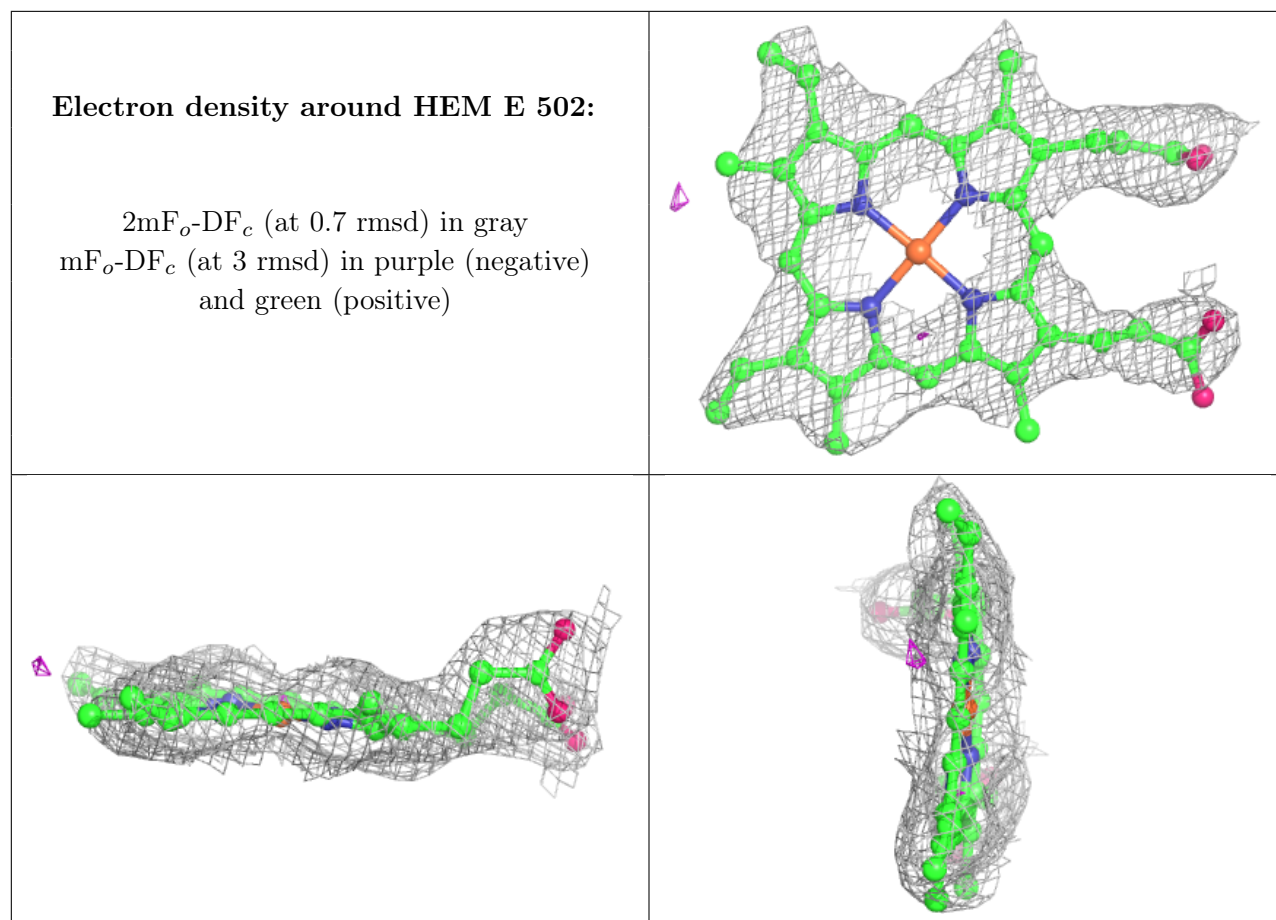 Electron density around HEM E 502:
2mFo-DFc (at 0.7 rmsd) in gray
mFo-DFc (at 3 rmsd) in purple (negative)
and green (positive)